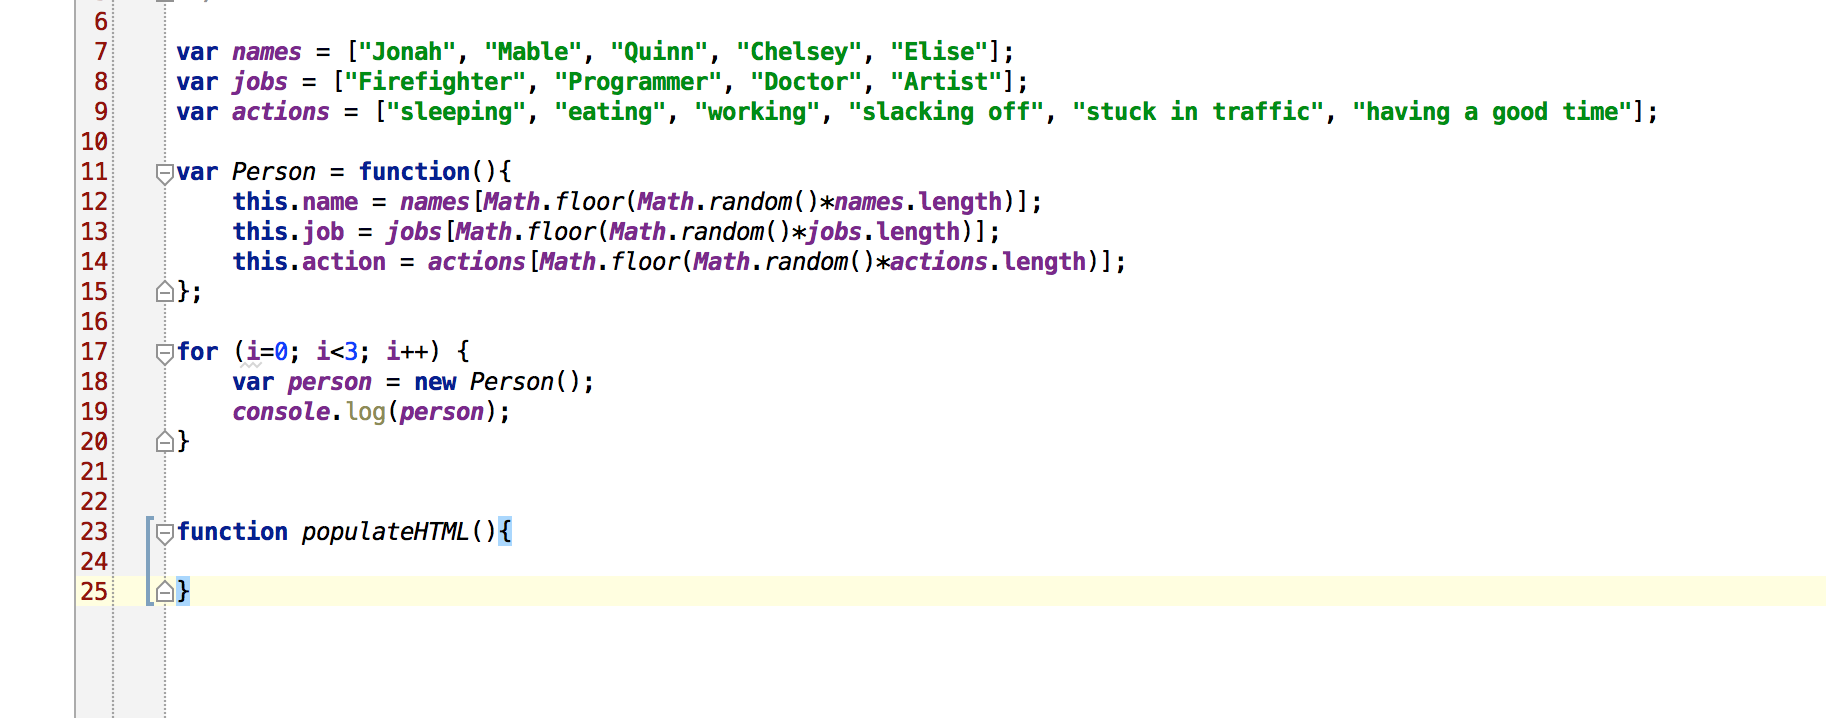 6
7 var names = ["Jonah", "Mable", "Quinn", "Chelsey", "Elise"];
8 var jobs = ["Firefighter", "Programmer", "Doctor", "Artist"];
9 var actions = ["sleeping", "eating", "working", "slacking off", "stuck in traffic", "having a good time"];
10
11 var Person = function(){
12     this.name = names[Math.floor(Math.random()*names.length)];
13     this.job = jobs[Math.floor(Math.random()*jobs.length)];
14     this.action = actions[Math.floor(Math.random()*actions.length)];
15 };
16
17 for (i=0; i<3; i++) {
18     var person = new Person();
19     console.log(person);
20 }
21
22
23 function populateHTML(){
24
25 }